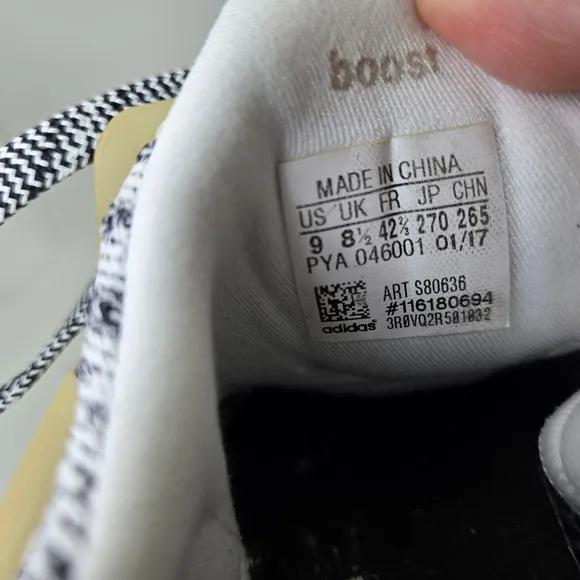 boost
MADE IN CHINA
US UK FR JP CHN
9 8½ 42⅔ 270 265
PYA 046001 01/17
ART S80636
#116180694
adidas
3R0VQ2R501032